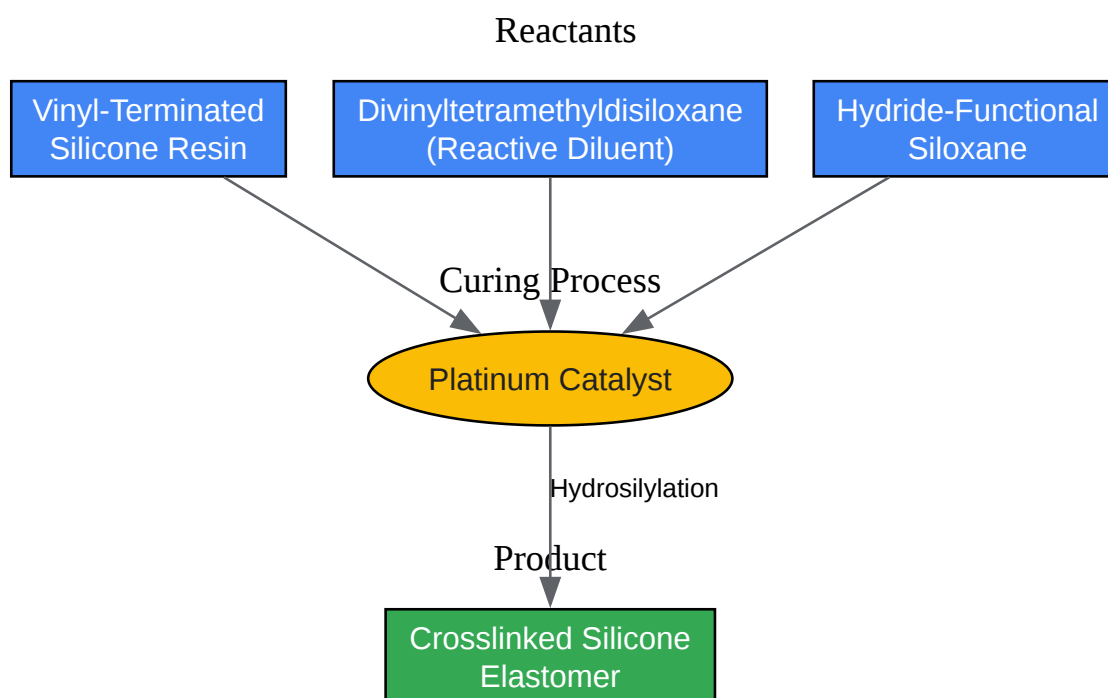 Reactants
Vinyl-Terminated
Silicone Resin
Divinyltetramethyldisiloxane
(Reactive Diluent)
Hydride-Functional
Siloxane
Curing Process
Platinum Catalyst
Hydrosilylation
Product
Crosslinked Silicone
Elastomer